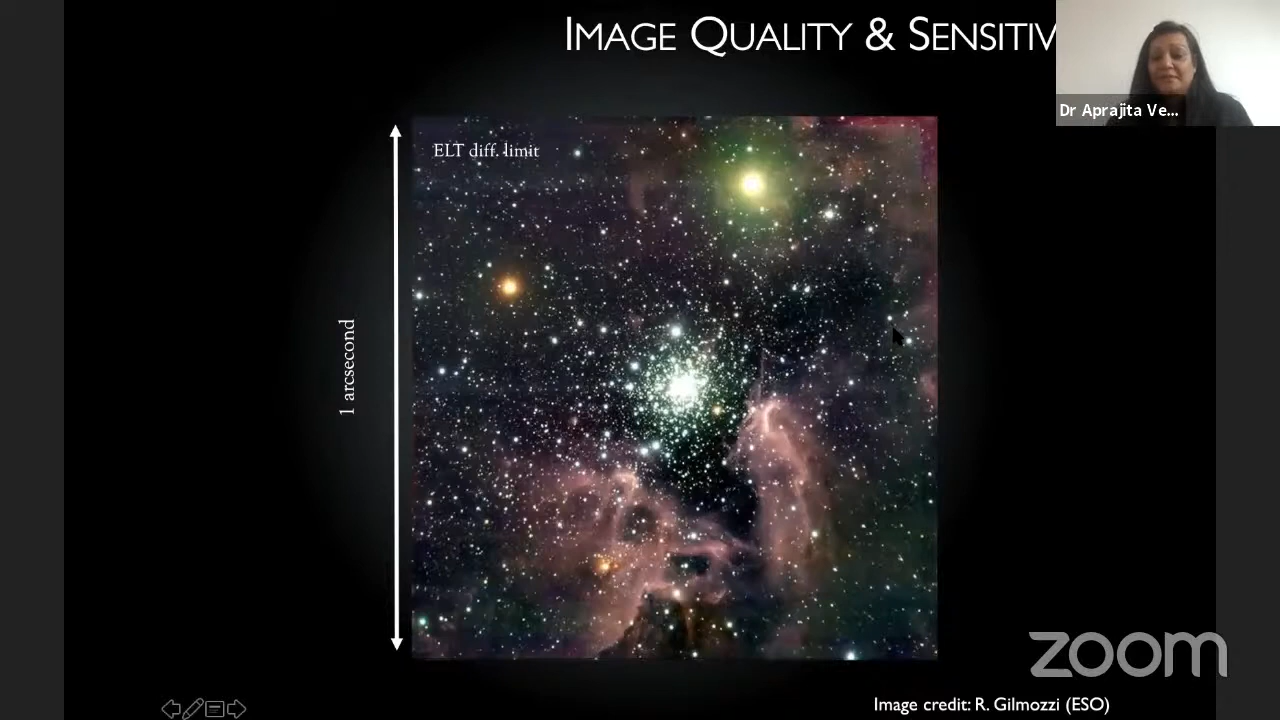 IMAGE QUALITY & SENSITIV
Dr Aprajita Ve...
ELT diff. limit
1 arcsecond
zoom
Image credit: R. Gilmozzi (ESO)